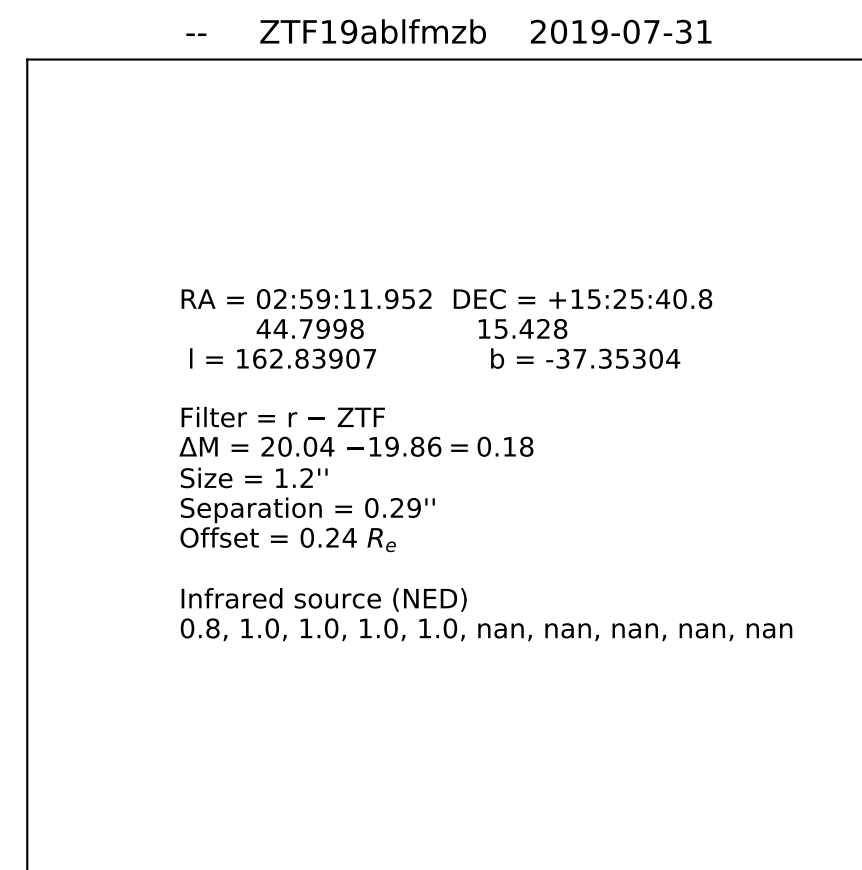 -- ZTF19ablfmzb 2019-07-31
RA = 02:59:11.952 DEC = +15:25:40.8
44.7998 15.428
l = 162.83907 b = -37.35304
Filter = r − ZTF
ΔM = 20.04 −19.86 = 0.18
Size = 1.2''
Separation = 0.29''
Offset = 0.24 Re
Infrared source (NED)
0.8, 1.0, 1.0, 1.0, 1.0, nan, nan, nan, nan, nan